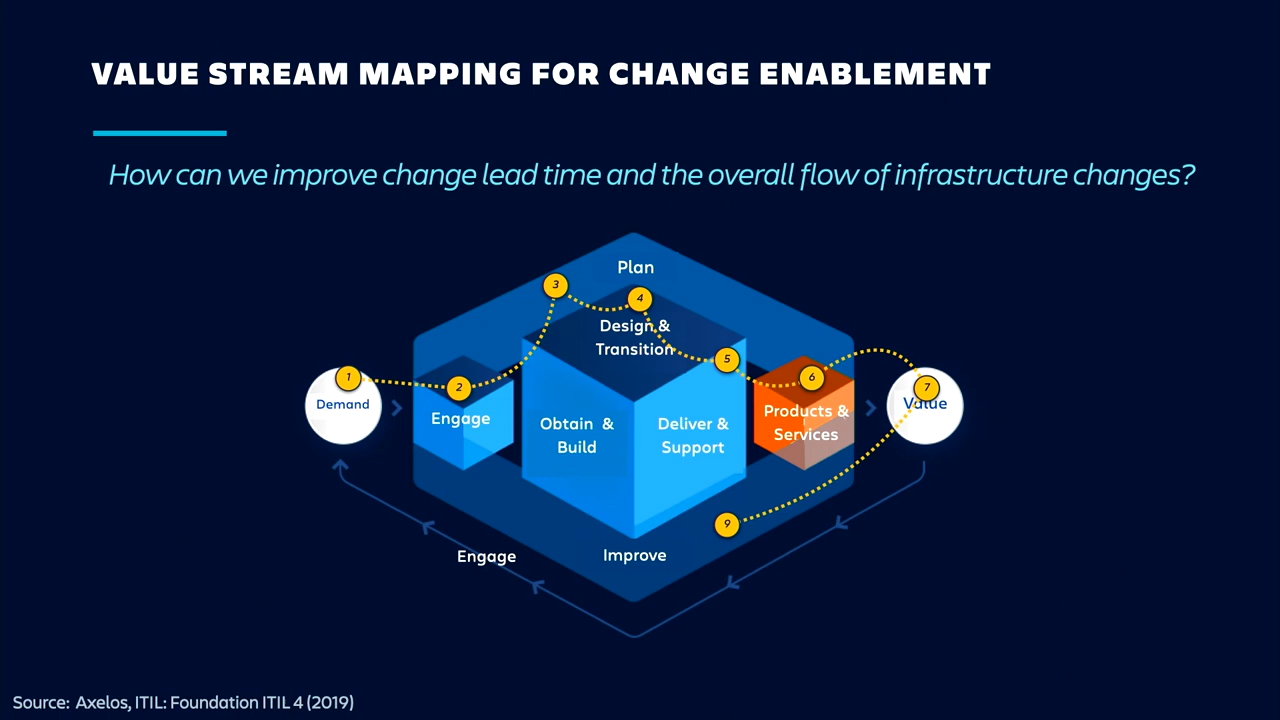 VALUE STREAM MAPPING FOR CHANGE ENABLEMENT
How can we improve change lead time and the overall flow of infrastructure changes?
Plan
3
4
Design &
Transition
5
1
2
6
7
Demand
Engage
Obtain & Build
Deliver & Support
Products & Services
Value
9
Engage
Improve
Source: Axelos, ITIL: Foundation ITIL 4 (2019)